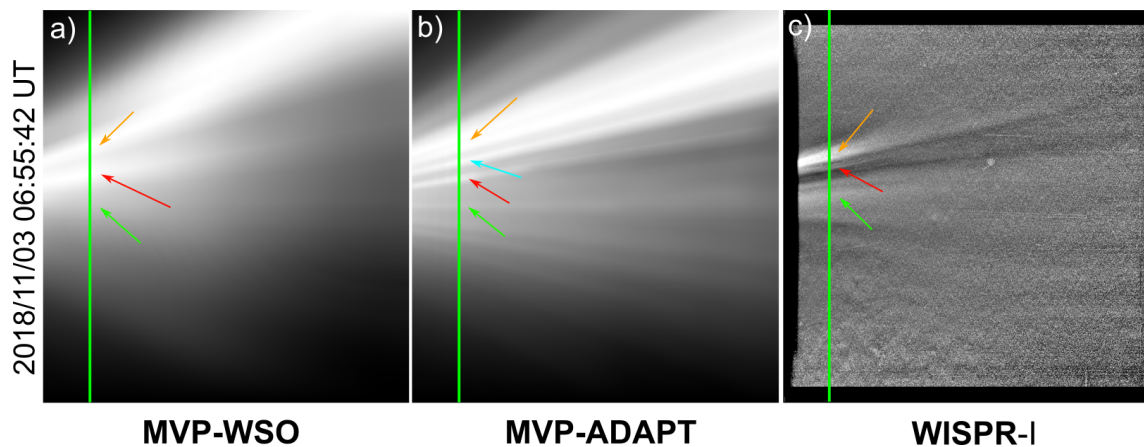 a)
b)
c)
2018/11/03 06:55:42 UT
MVP-WSO
MVP-ADAPT
WISPR-I